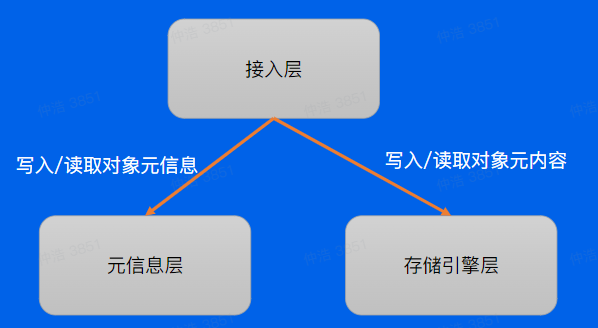 接入层
写入/读取对象元信息
写入/读取对象元内容
元信息层
存储引擎层